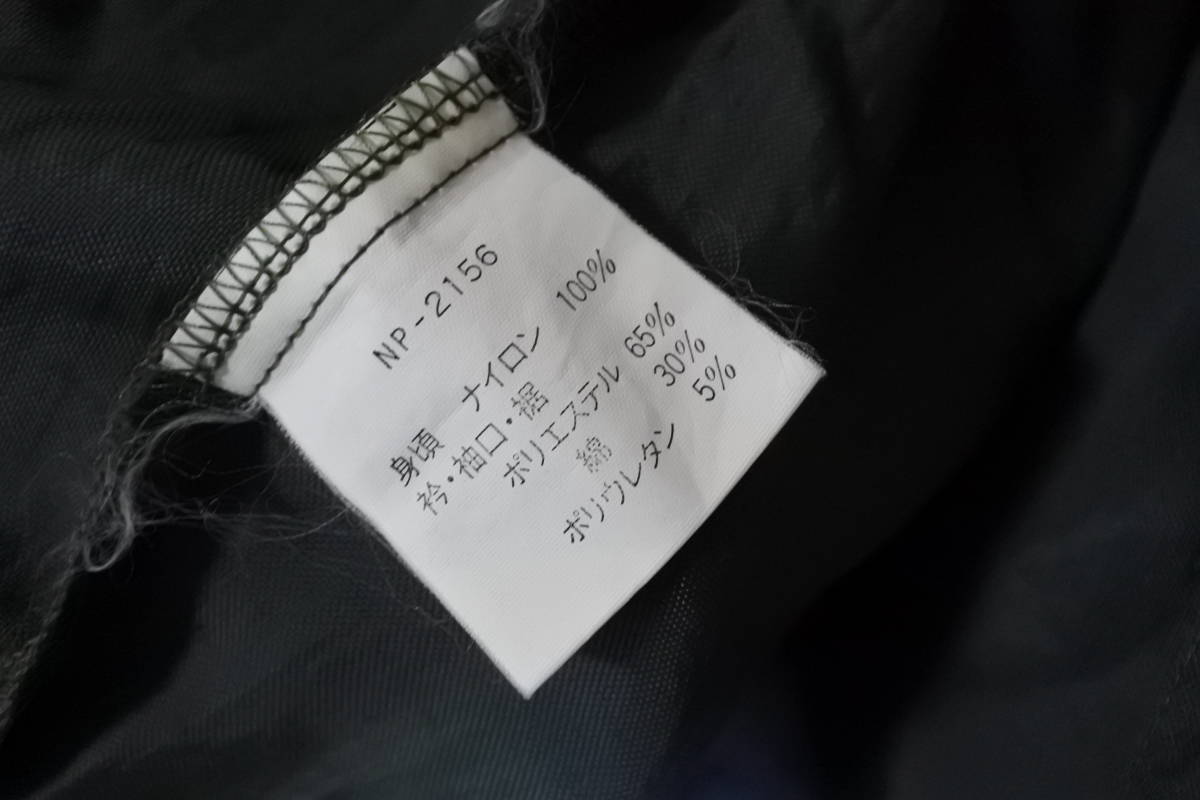 NP-2156
身頃 ナイロン 100%
衿・袖口・裾
ポリエステル 65%
綿 30%
ポリウレタン 5%